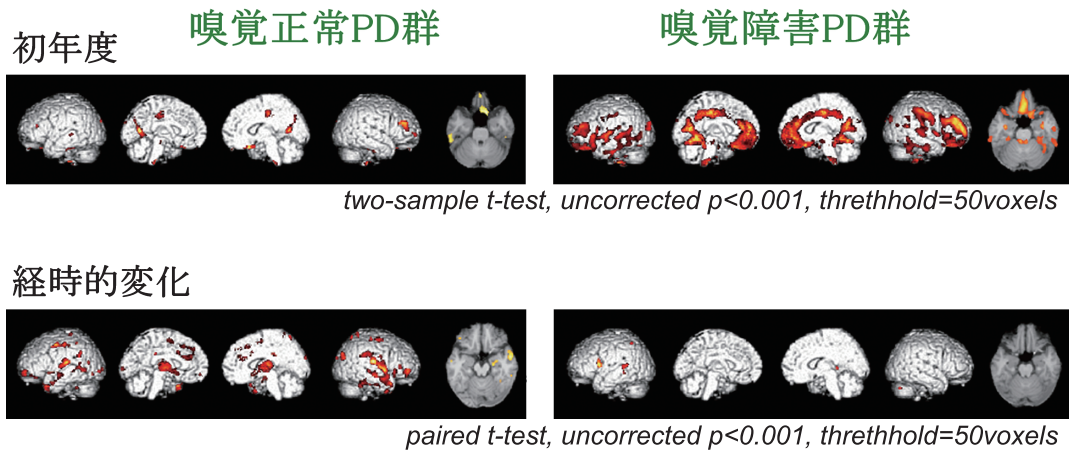 嗅覚正常PD群
嗅覚障害PD群
初年度
two-sample t-test, uncorrected p<0.001, threthhold=50voxels
経時的変化
paired t-test, uncorrected p<0.001, threthhold=50voxels